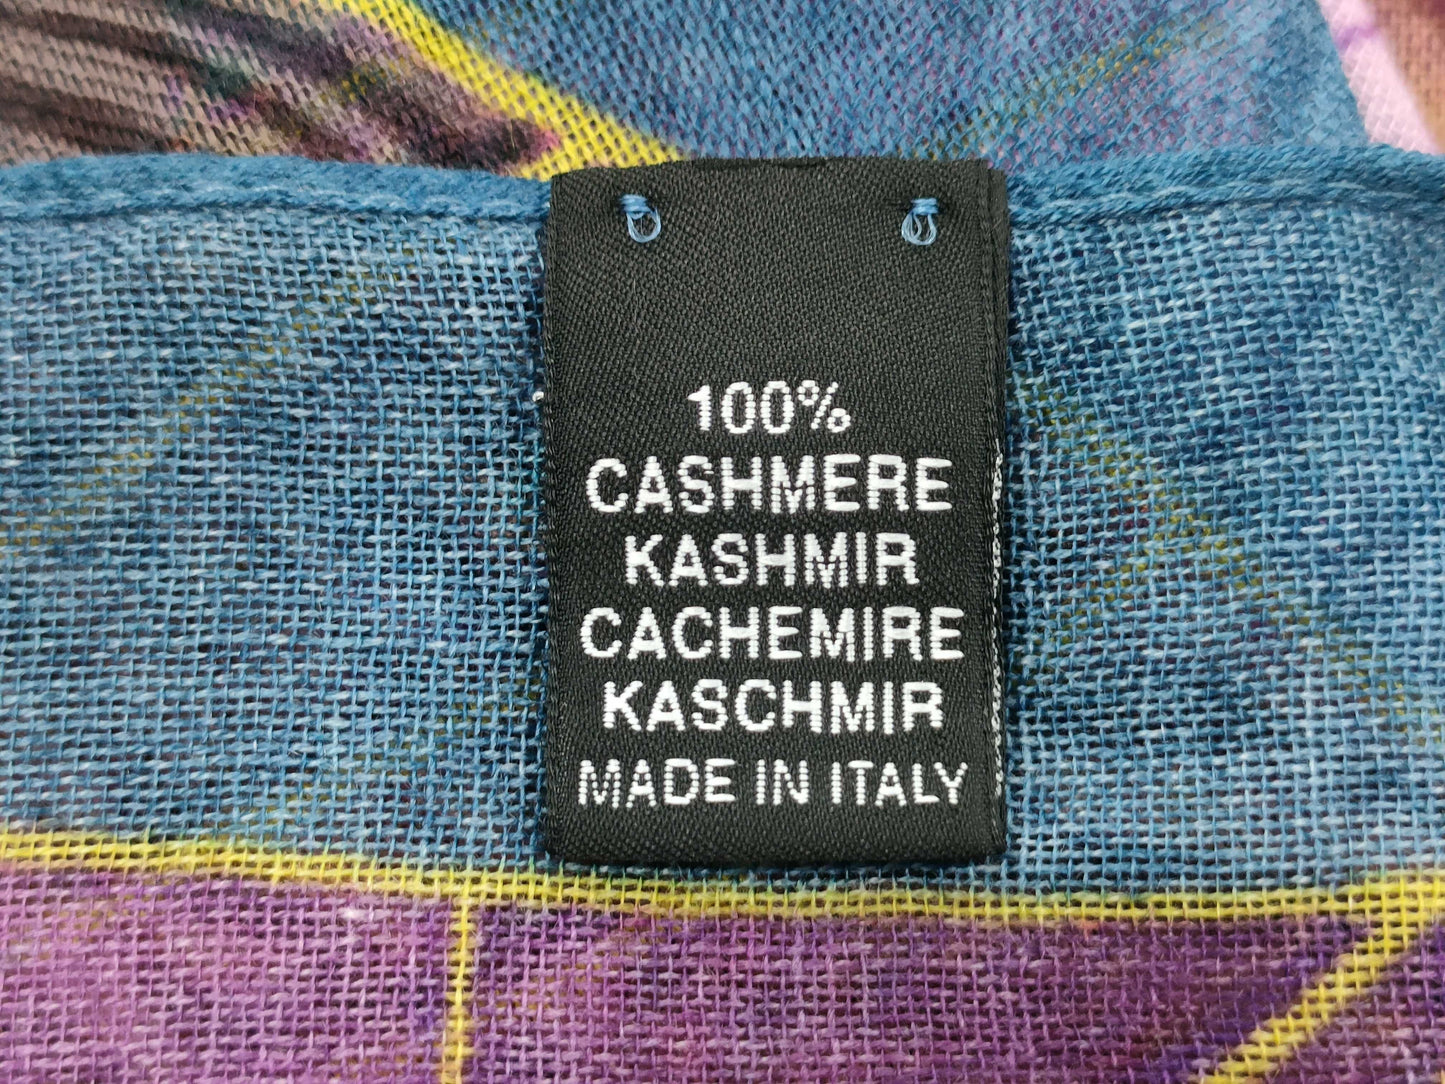 100%
CASHMERE
KASHMIR
CACHEMIRE
KASCHMIR
MADE IN ITALY